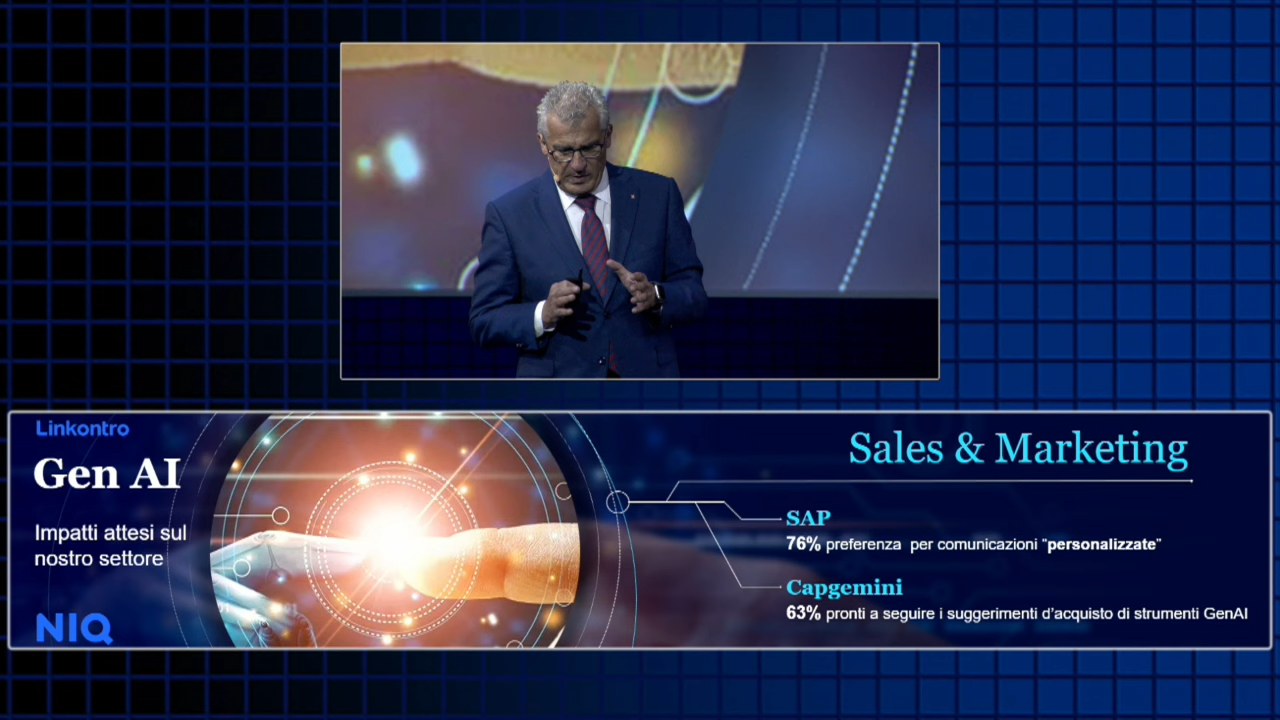 Linkontro
Gen AI
Impatti attesi sul
nostro settore
NIQ
Sales & Marketing
SAP
76% preferenza per comunicazioni “personalizzate”
Capgemini
63% pronti a seguire i suggerimenti d’acquisto di strumenti GenAI